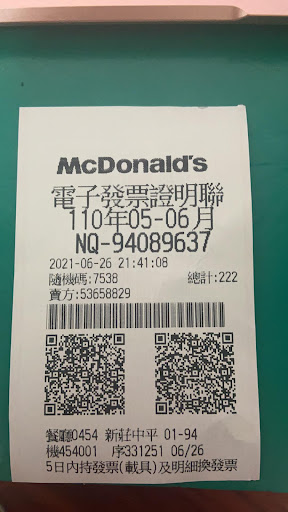 McDonald's
電子發票證明聯
110年05-06月
NQ-94089637
2021-06-26 21:41:08
隨機碼:7538 總計:222
賣方:53658829
餐廳0454 新莊中平 01-94
機454001 序331251 06/26
5日內持發票(載具)及明細換發票